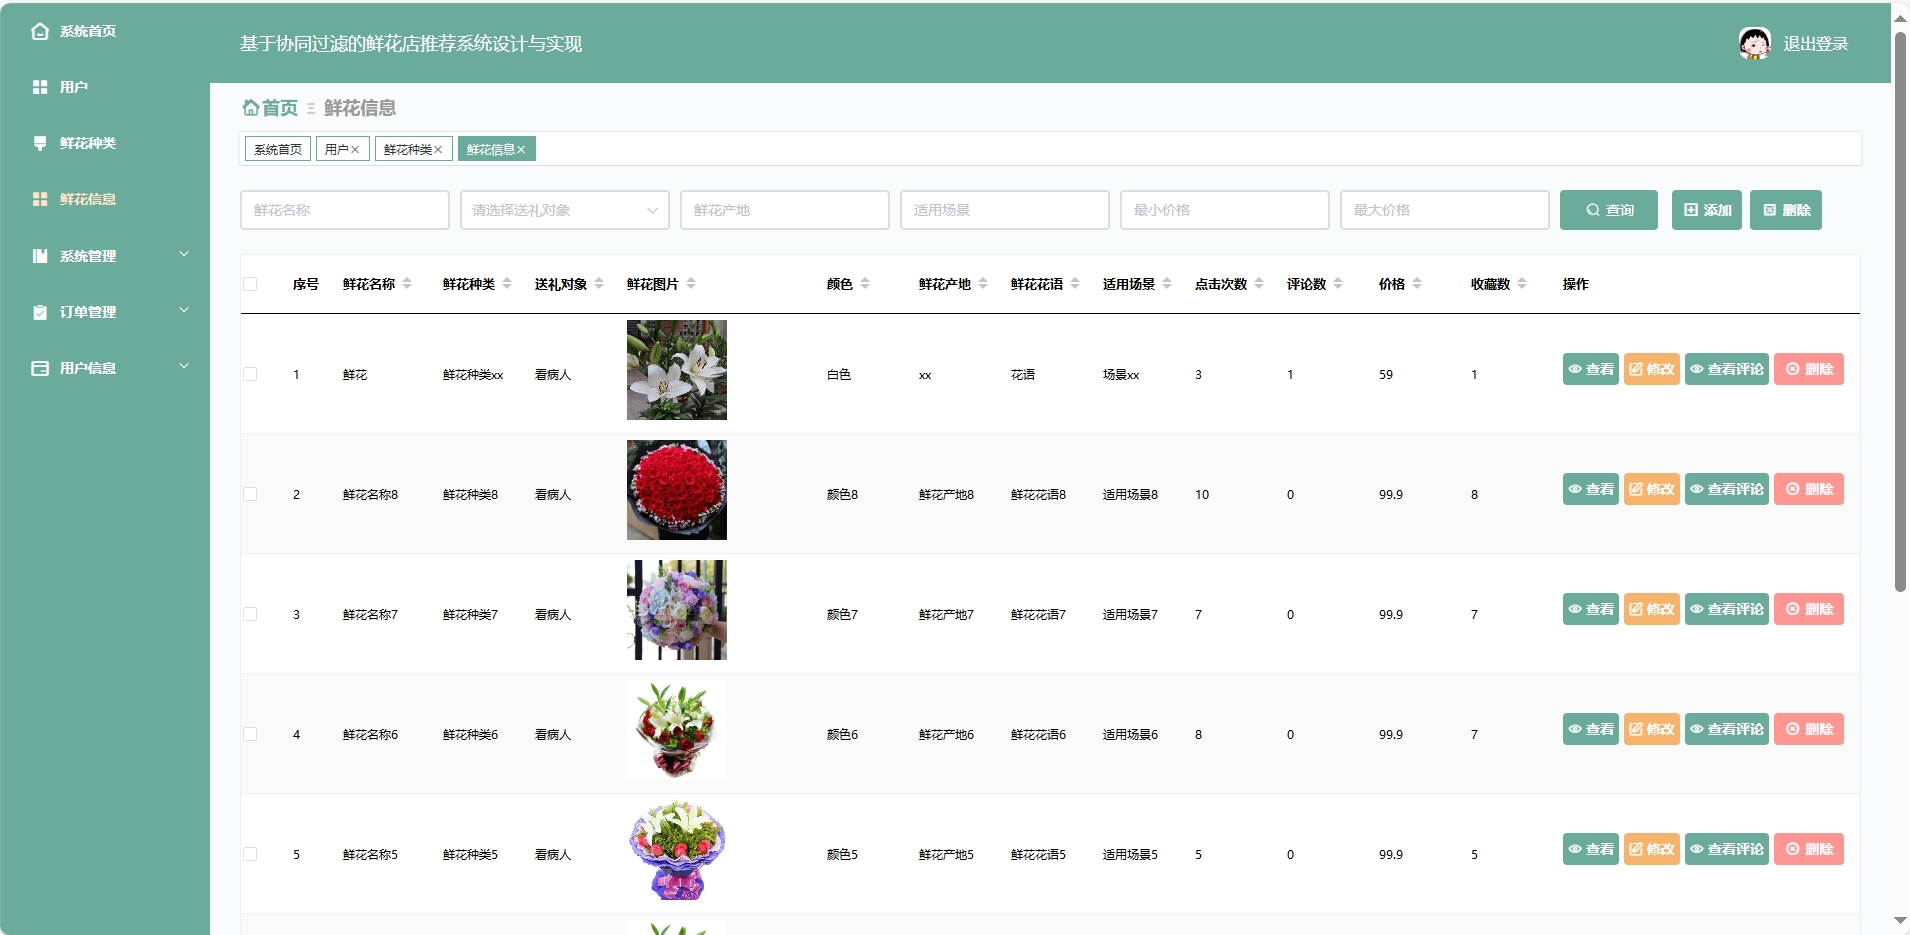 系统首页
用户
鲜花种类
鲜花信息
系统管理
订单管理
用户信息
基于协同过滤的鲜花店推荐系统设计与实现
退出登录
首页 鲜花信息
系统首页 用户 鲜花种类 鲜花信息
鲜花名称 请选择送礼对象 鲜花产地 适用场景 最小价格 最大价格 查询 添加 删除
序号 鲜花名称 鲜花种类 送礼对象 鲜花图片 颜色 鲜花产地 鲜花花语 适用场景 点击次数 评论数 价格 收藏数 操作
1 鲜花 鲜花种类xx 看病人 白色 xx 花语 场景xx 3 1 59 1 查看 修改 查看评论 删除
2 鲜花名称8 鲜花种类8 看病人 颜色8 鲜花产地8 鲜花花语8 适用场景8 10 0 99.9 8 查看 修改 查看评论 删除
3 鲜花名称7 鲜花种类7 看病人 颜色7 鲜花产地7 鲜花花语7 适用场景7 7 0 99.9 7 查看 修改 查看评论 删除
4 鲜花名称6 鲜花种类6 看病人 颜色6 鲜花产地6 鲜花花语6 适用场景6 8 0 99.9 7 查看 修改 查看评论 删除
5 鲜花名称5 鲜花种类5 看病人 颜色5 鲜花产地5 鲜花花语5 适用场景5 5 0 99.9 5 查看 修改 查看评论 删除